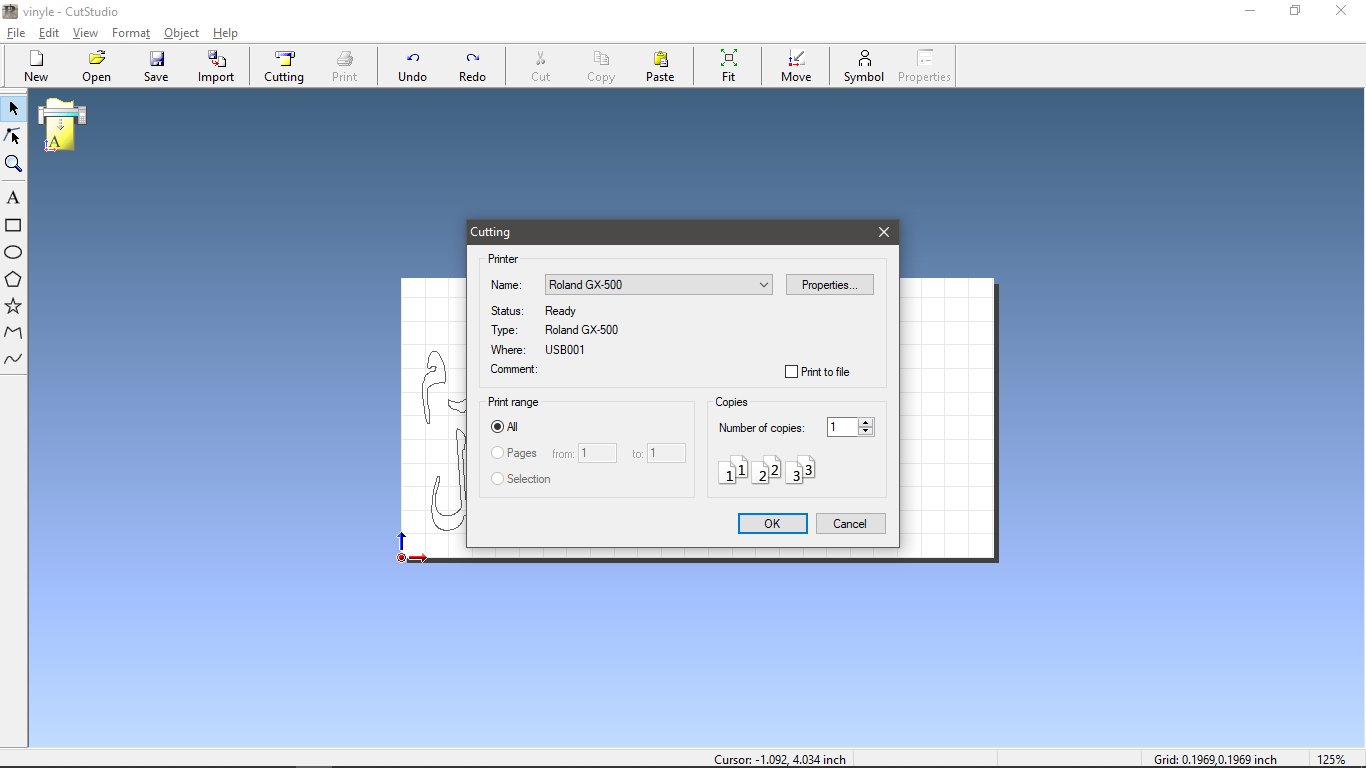 vinyle - CutStudio
File Edit View Format Object Help
New Open Save Import Cutting Print Undo Redo Cut Copy Paste Fit Move Symbol Properties
A
A
Cutting
Printer
Name: Roland GX-500 Properties...
Status: Ready
Type: Roland GX-500
Where: USB001
Comment:
Print to file
Print range
All
Pages from: 1 to: 1
Selection
Copies
Number of copies: 1
1 1 2 2 3 3
OK Cancel
Cursor: -1.092, 4.034 inch Grid: 0.1969,0.1969 inch 125%